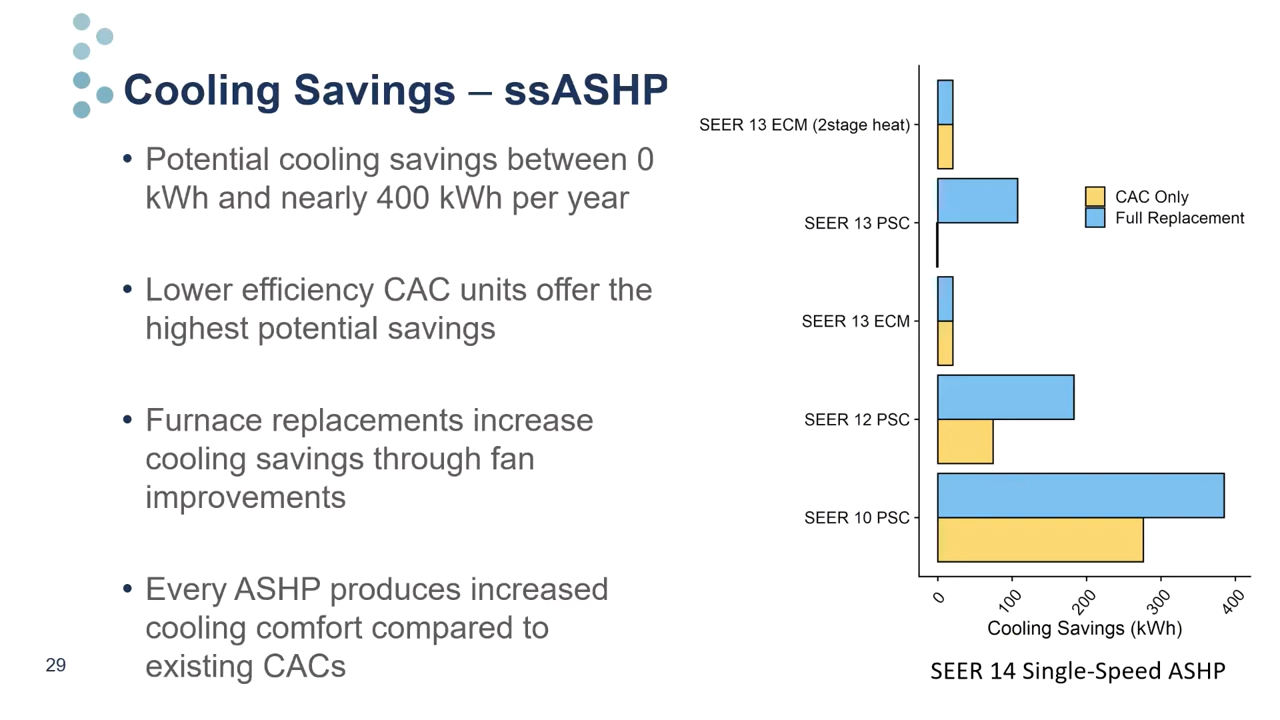 Cooling Savings – ssASHP
• Potential cooling savings between 0
kWh and nearly 400 kWh per year
• Lower efficiency CAC units offer the
highest potential savings
• Furnace replacements increase
cooling savings through fan
improvements
• Every ASHP produces increased
cooling comfort compared to
existing CACs
29
SEER 13 ECM (2stage heat)
SEER 13 PSC
SEER 13 ECM
SEER 12 PSC
SEER 10 PSC
CAC Only
Full Replacement
0 100 200 300 400
Cooling Savings (kWh)
SEER 14 Single-Speed ASHP